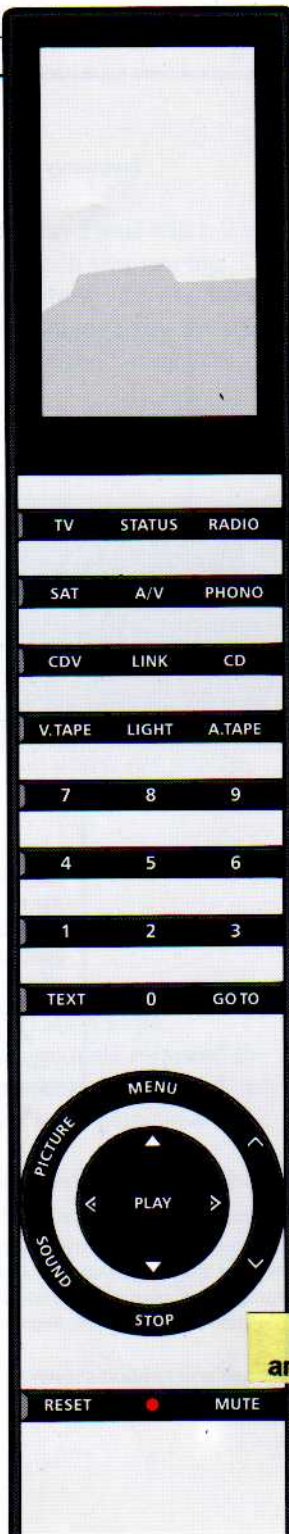 TV STATUS RADIO
SAT A/V PHONO
CDV LINK CD
V.TAPE LIGHT A.TAPE
7 8 9
4 5 6
1 2 3
TEXT 0 GO TO
MENU
PICTURE
PLAY
SOUND
STOP
RESET MUTE